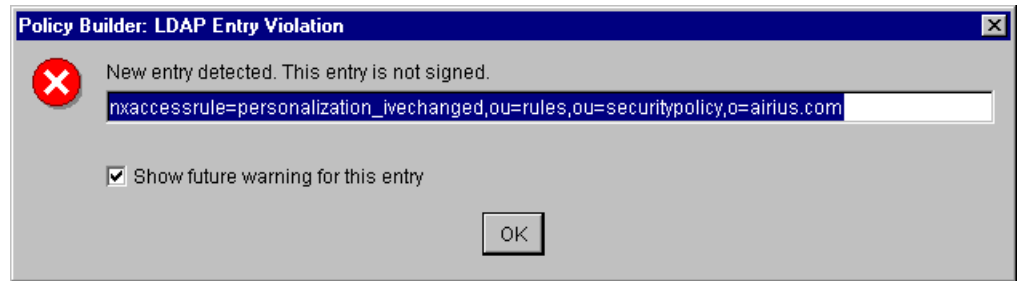 Policy Builder: LDAP Entry Violation
New entry detected. This entry is not signed.
nxaccessrule=personalization_ivechanged,ou=rules,ou=securitypolicy,o=airius.com
Show future warning for this entry
OK